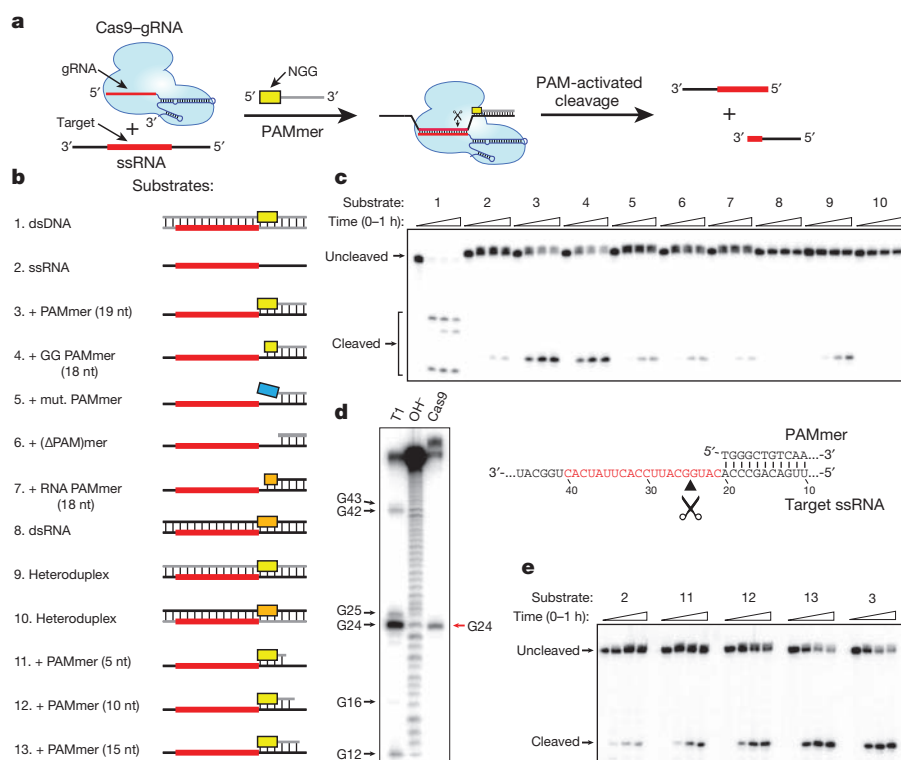 a
Cas9–gRNA
gRNA
5′
3′
Target
+
3′ 5′
ssRNA
NGG
5′ 3′
PAMmer
PAM-activated
cleavage
3′ 5′
+
3′ 5′
b
Substrates:
1. dsDNA
2. ssRNA
3. + PAMmer (19 nt)
4. + GG PAMmer
(18 nt)
5. + mut. PAMmer
6. + (ΔPAM)mer
7. + RNA PAMmer
(18 nt)
8. dsRNA
9. Heteroduplex
10. Heteroduplex
11. + PAMmer (5 nt)
12. + PAMmer (10 nt)
13. + PAMmer (15 nt)
c
Substrate: 1 2 3 4 5 6 7 8 9 10
Time (0–1 h)
Uncleaved
Cleaved
d
T1 OH⁻ Cas9
G43
G42
G25
G24
G24
G16
G12
PAMmer
5′-TGGGCTGTCAA...-3′
3′-...UACGGUCACUAUUCACCUUACGGUACACCCGACAGUU...-5′
40 30 20 10
Target ssRNA
e
Substrate: 2 11 12 13 3
Time (0–1 h)
Uncleaved
Cleaved